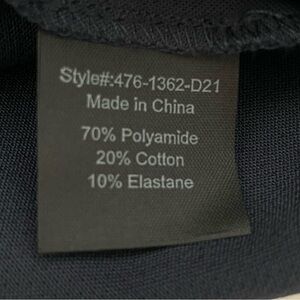 Style#:476-1362-D21
Made in China
70% Polyamide
20% Cotton
10% Elastane